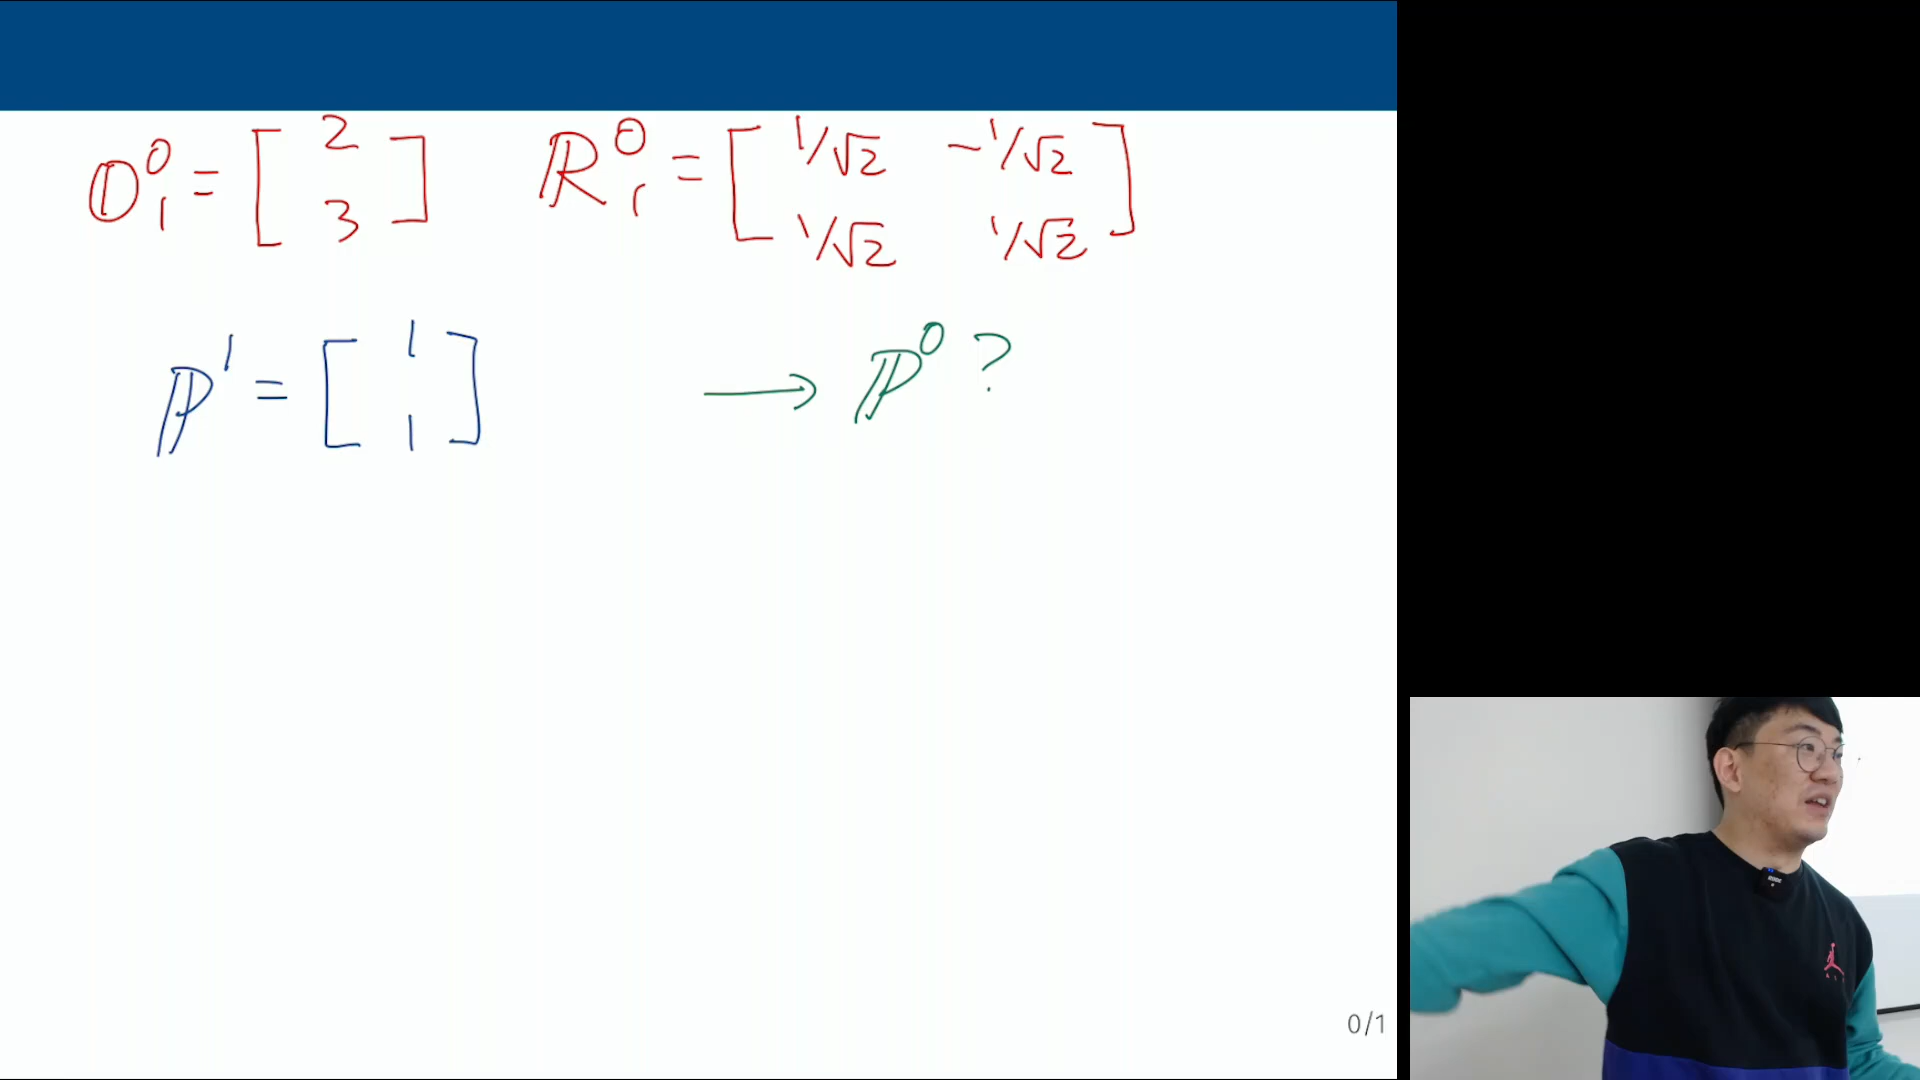 𝕆⁰₁ = [ 2 3 ] ℝ⁰₁ = [ 1/√2 -1/√2 1/√2 1/√2 ]
ℙ¹ = [ 1 1 ] → ℙ⁰ ?
0/1